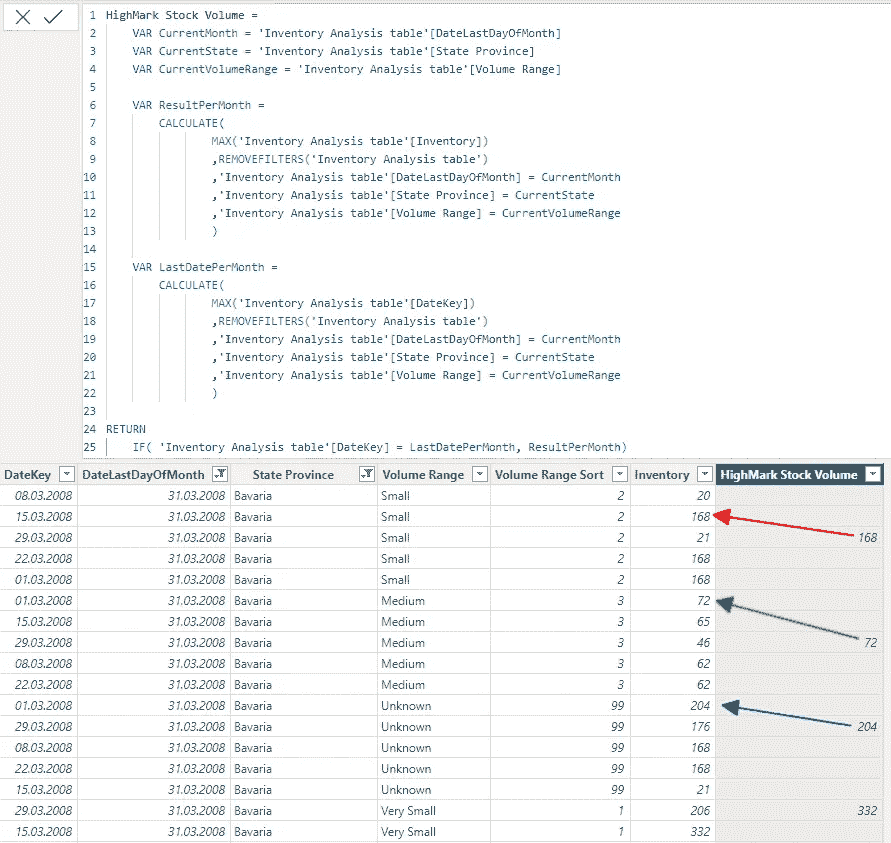 1 HighMark Stock Volume =
2 VAR CurrentMonth = 'Inventory Analysis table'[DateLastDayOfMonth]
3 VAR CurrentState = 'Inventory Analysis table'[State Province]
4 VAR CurrentVolumeRange = 'Inventory Analysis table'[Volume Range]
5
6 VAR ResultPerMonth =
7 CALCULATE(
8 MAX('Inventory Analysis table'[Inventory])
9 ,REMOVEFILTERS('Inventory Analysis table')
10 ,'Inventory Analysis table'[DateLastDayOfMonth] = CurrentMonth
11 ,'Inventory Analysis table'[State Province] = CurrentState
12 ,'Inventory Analysis table'[Volume Range] = CurrentVolumeRange
13 )
14
15 VAR LastDatePerMonth =
16 CALCULATE(
17 MAX('Inventory Analysis table'[DateKey])
18 ,REMOVEFILTERS('Inventory Analysis table')
19 ,'Inventory Analysis table'[DateLastDayOfMonth] = CurrentMonth
20 ,'Inventory Analysis table'[State Province] = CurrentState
21 ,'Inventory Analysis table'[Volume Range] = CurrentVolumeRange
22 )
23
24 RETURN
25 IF( 'Inventory Analysis table'[DateKey] = LastDatePerMonth, ResultPerMonth)
DateKey DateLastDayOfMonth State Province Volume Range Volume Range Sort Inventory HighMark Stock Volume
08.03.2008 31.03.2008 Bavaria Small 2 20
15.03.2008 31.03.2008 Bavaria Small 2 168
29.03.2008 31.03.2008 Bavaria Small 2 21 168
22.03.2008 31.03.2008 Bavaria Small 2 168
01.03.2008 31.03.2008 Bavaria Small 2 168
01.03.2008 31.03.2008 Bavaria Medium 3 72
15.03.2008 31.03.2008 Bavaria Medium 3 65
29.03.2008 31.03.2008 Bavaria Medium 3 46 72
08.03.2008 31.03.2008 Bavaria Medium 3 62
22.03.2008 31.03.2008 Bavaria Medium 3 62
01.03.2008 31.03.2008 Bavaria Unknown 99 204
29.03.2008 31.03.2008 Bavaria Unknown 99 176 204
08.03.2008 31.03.2008 Bavaria Unknown 99 168
22.03.2008 31.03.2008 Bavaria Unknown 99 168
15.03.2008 31.03.2008 Bavaria Unknown 99 21
29.03.2008 31.03.2008 Bavaria Very Small 1 206 332
15.03.2008 31.03.2008 Bavaria Very Small 1 332